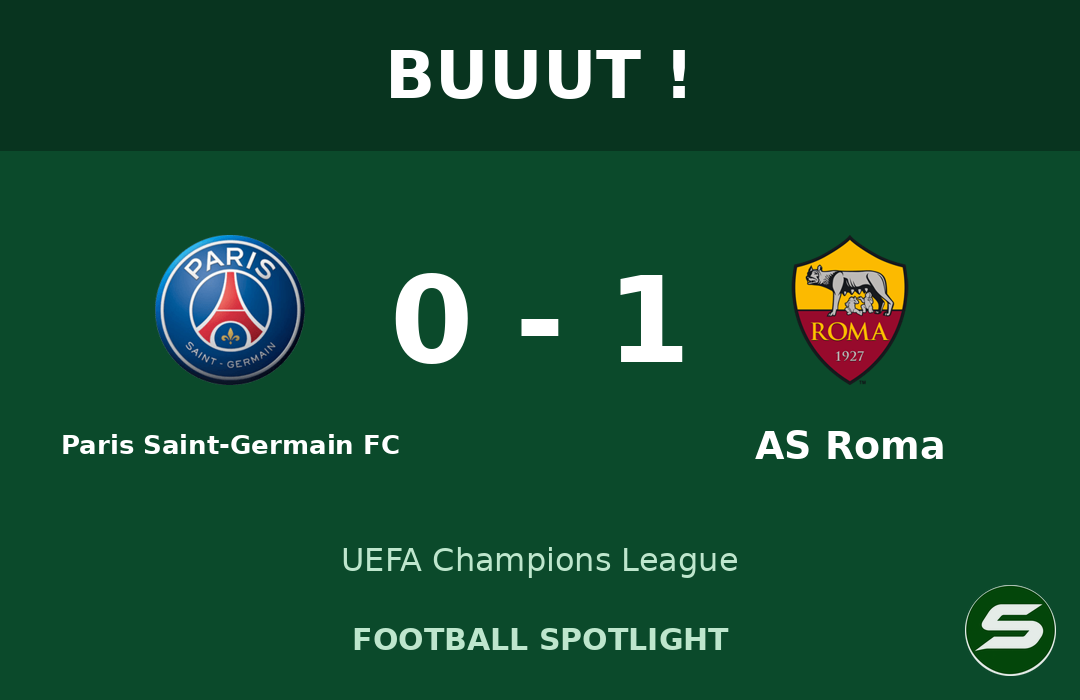 BUUUT !
PARIS
SAINT - GERMAIN
0 - 1
ROMA
1927
™
Paris Saint-Germain FC
AS Roma
UEFA Champions League
FOOTBALL SPOTLIGHT
S